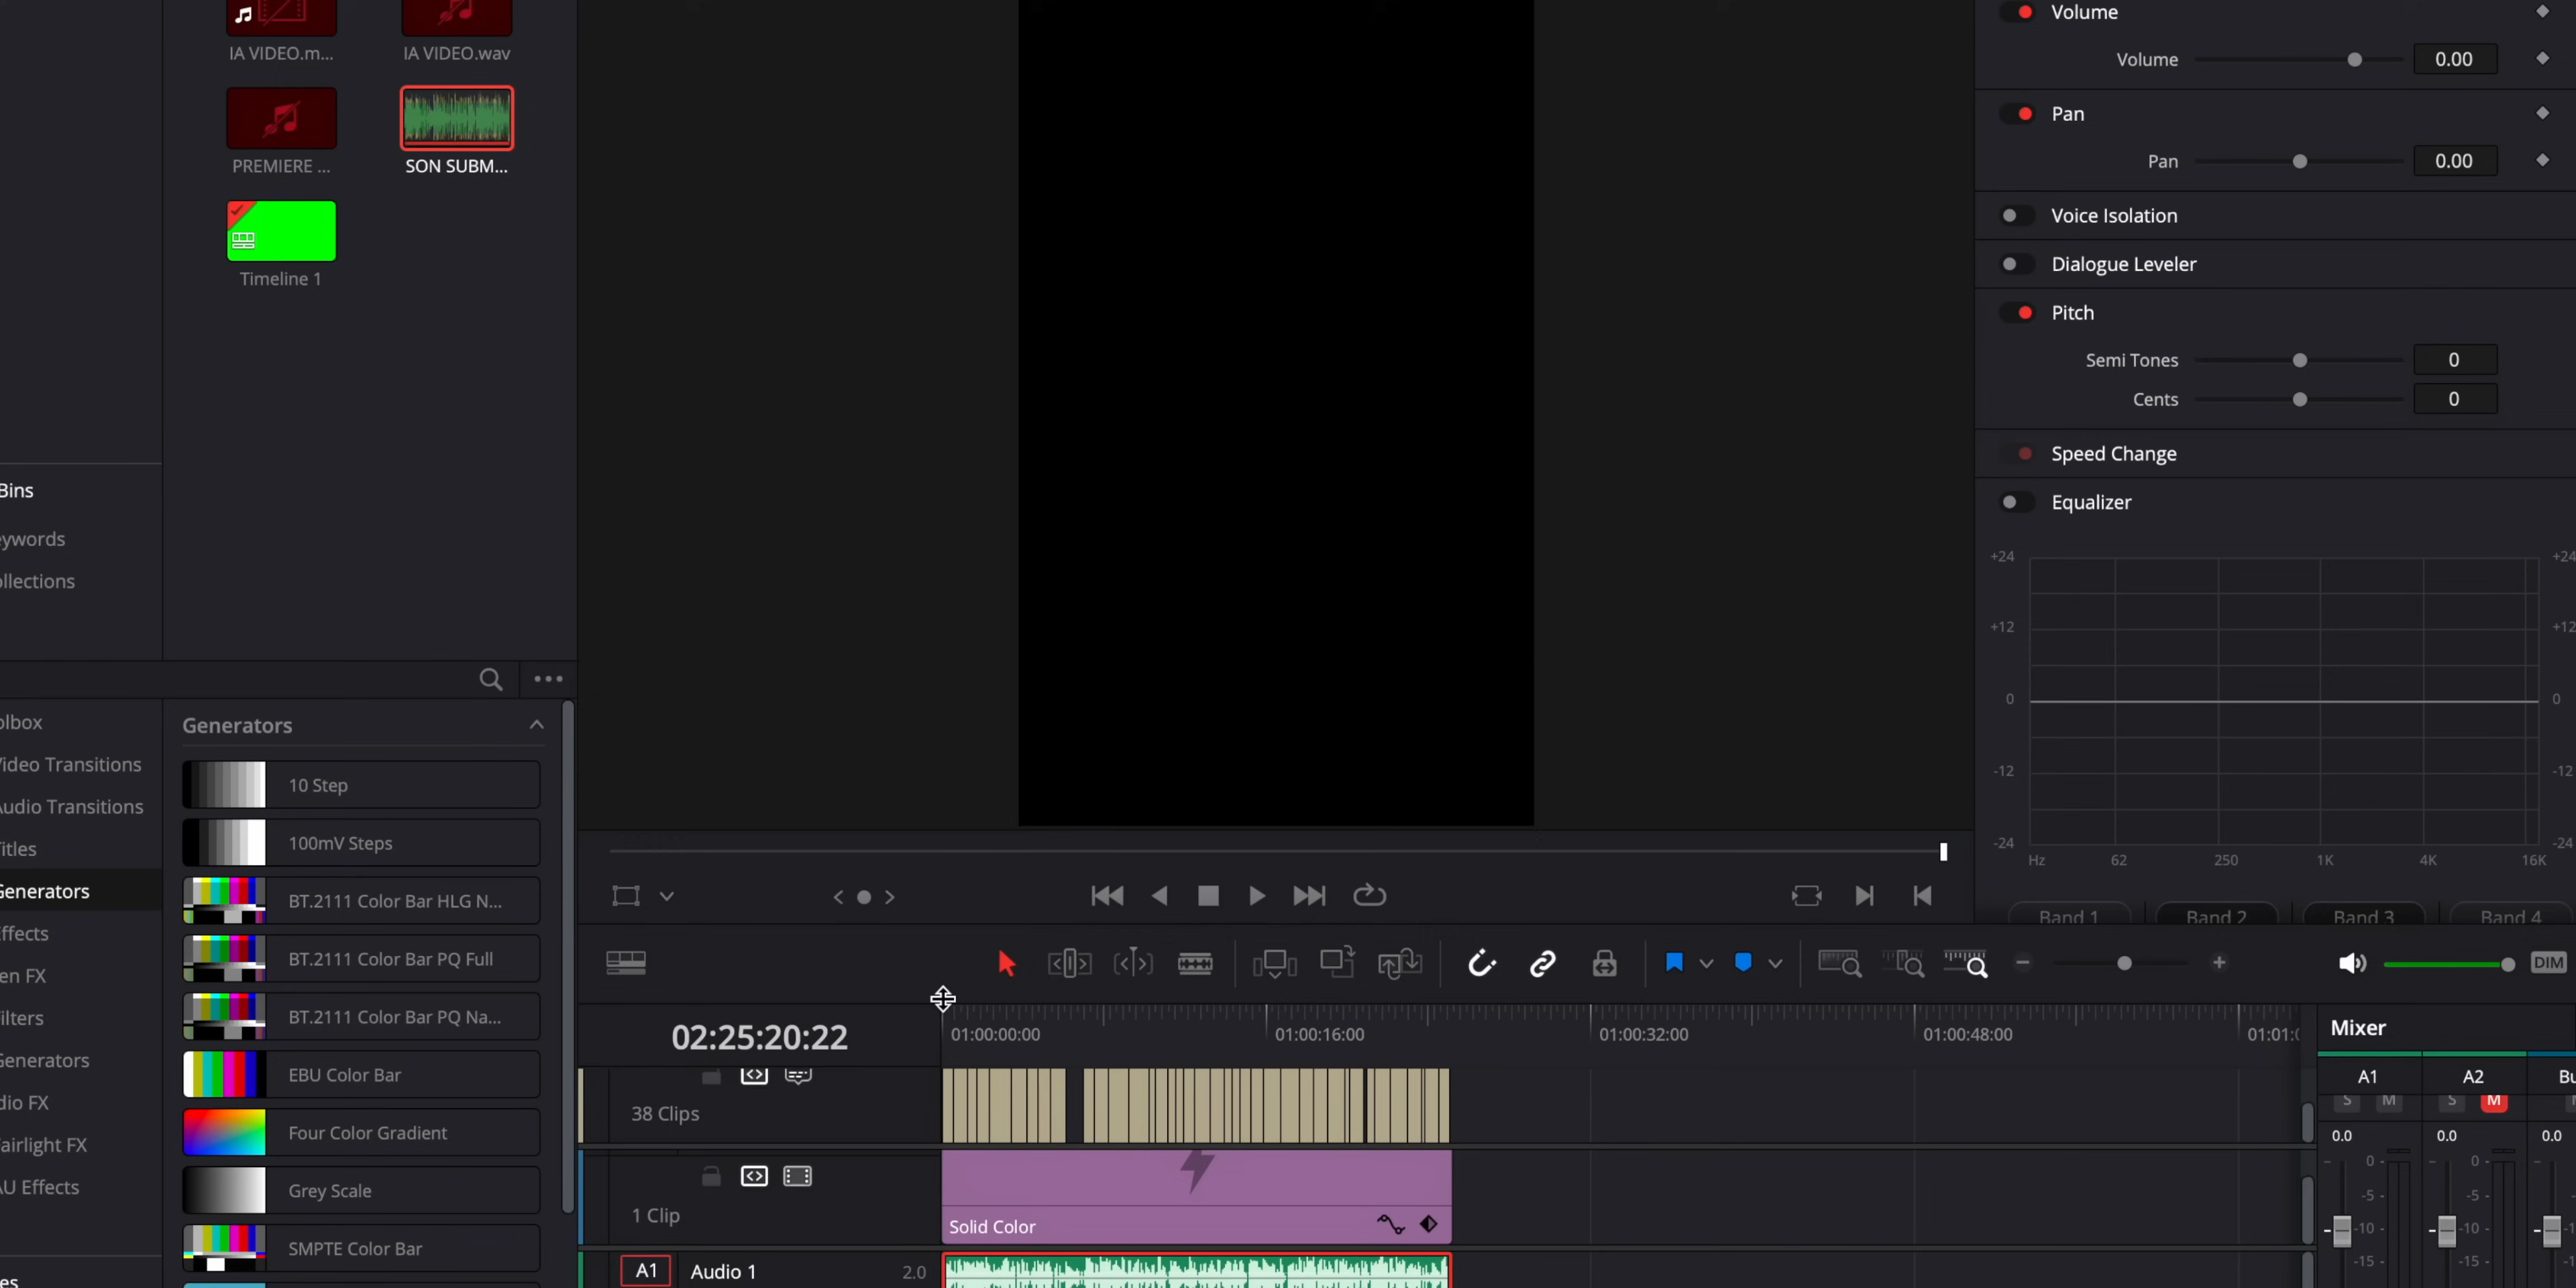 IA VIDEO.m...
IA VIDEO.wav
PREMIERE ...
SON SUBM...
Timeline 1
Bins
eywords
ollections
olbox
Video Transitions
Audio Transitions
Titles
Generators
ffects
en FX
ilters
Generators
dio FX
airlight FX
AU Effects
es
Generators
10 Step
100mV Steps
BT.2111 Color Bar HLG N...
BT.2111 Color Bar PQ Full
BT.2111 Color Bar PQ Na...
EBU Color Bar
Four Color Gradient
Grey Scale
SMPTE Color Bar
Volume
Volume 0.00
Pan
Pan 0.00
Voice Isolation
Dialogue Leveler
Pitch
Semi Tones 0
Cents 0
Speed Change
Equalizer
+24 +24
+12 +12
0 0
-12 -12
-24 -24
Hz 62 250 1K 4K 16K
Band 1 Band 2 Band 3 Band 4
DIM
02:25:20:22
01:00:00:00 01:00:16:00 01:00:32:00 01:00:48:00 01:01:0
38 Clips
1 Clip
Solid Color
A1 Audio 1 2.0
Mixer
A1 A2 Bu
S M S M
0.0 0.0 0.0
0 0
-5 -5
-10 -10
-15 -15